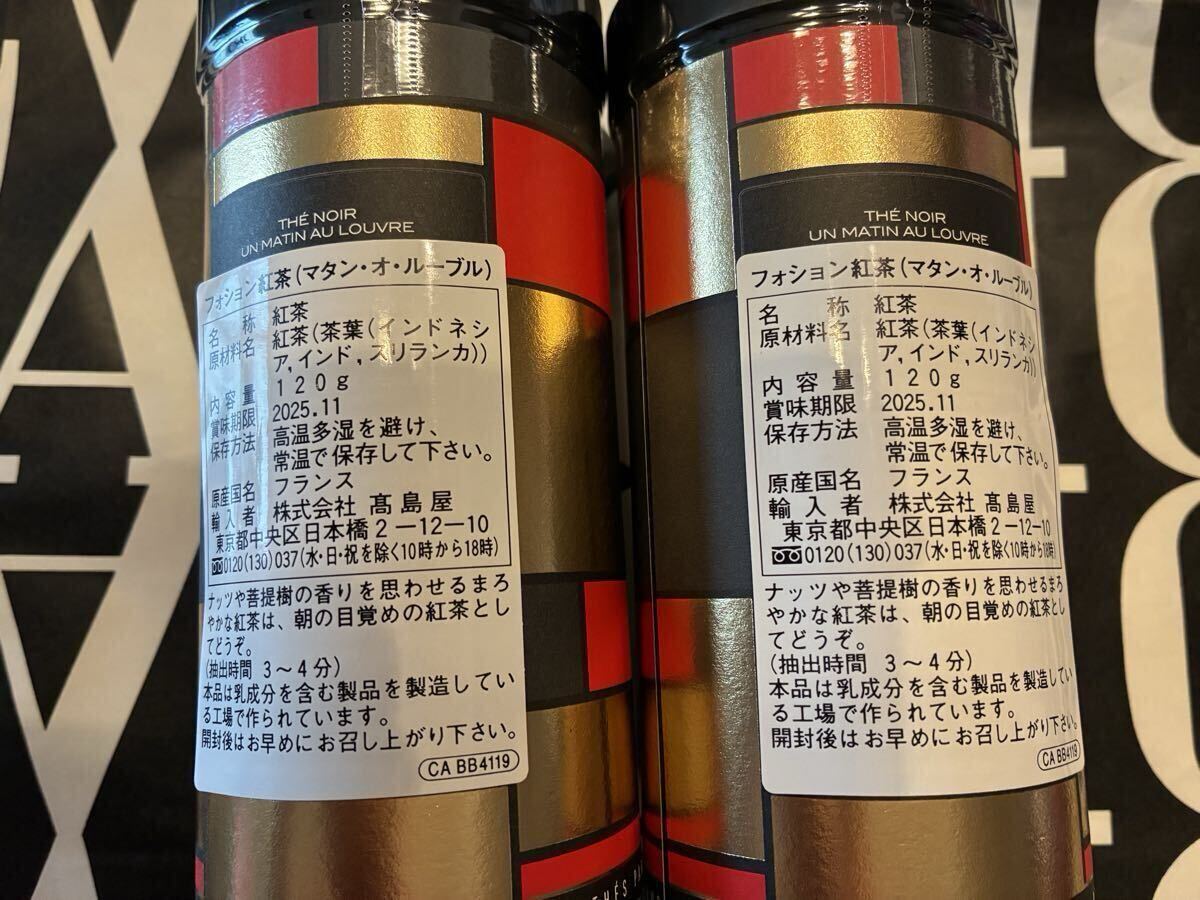 THÉ NOIR
UN MATIN AU LOUVRE
フォション紅茶(マタン・オ・ルーブル)
名称 紅茶
原材料名 紅茶(茶葉(インドネシ
ア,インド,スリランカ))
内容量 120g
賞味期限 2025.11
保存方法 高温多湿を避け、
常温で保存して下さい。
原産国名 フランス
輸入者 株式会社 髙島屋
東京都中央区日本橋2-12-10
0120(130)037(水・日・祝を除く10時から18時)
ナッツや菩提樹の香りを思わせるまろ
やかな紅茶は、朝の目覚めの紅茶とし
てどうぞ。
(抽出時間 3~4分)
本品は乳成分を含む製品を製造してい
る工場で作られています。
開封後はお早めにお召し上がり下さい。
CA BB4119
THÉS
THÉ NOIR
UN MATIN AU LOUVRE
フォション紅茶(マタン・オ・ルーブル)
名称 紅茶
原材料名 紅茶(茶葉(インドネシ
ア,インド,スリランカ))
内容量 120g
賞味期限 2025.11
保存方法 高温多湿を避け、
常温で保存して下さい。
原産国名 フランス
輸入者 株式会社 髙島屋
東京都中央区日本橋2-12-10
0120(130)037(水・日・祝を除く10時から18時)
ナッツや菩提樹の香りを思わせるまろ
やかな紅茶は、朝の目覚めの紅茶とし
てどうぞ。
(抽出時間 3~4分)
本品は乳成分を含む製品を製造してい
る工場で作られています。
開封後はお早めにお召し上がり下さい。
CA BB4119